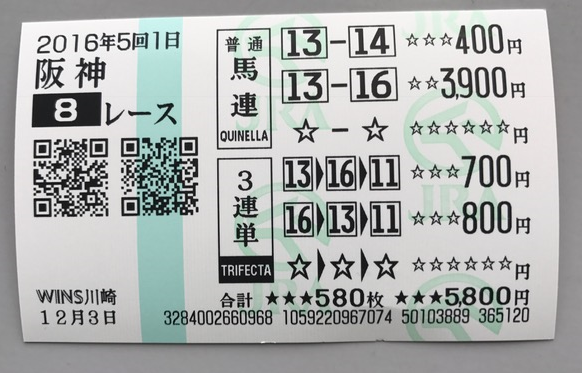 2016年5回1日
阪神
8レース
WINS川崎
12月3日
普通
馬連
QUINELLA
13-14 ☆☆☆400円
13-16 ☆☆3,900円
☆-☆ ☆☆☆☆☆☆円
3連単
TRIFECTA
13▶16▶11 ☆☆☆700円
16▶13▶11 ☆☆☆800円
☆▶☆▶☆ ☆☆☆☆☆☆円
合計 ★★★580枚 ★★★5,800円
3284002660968 1059220967074 50103889 365120
JRA
JRA
JRA